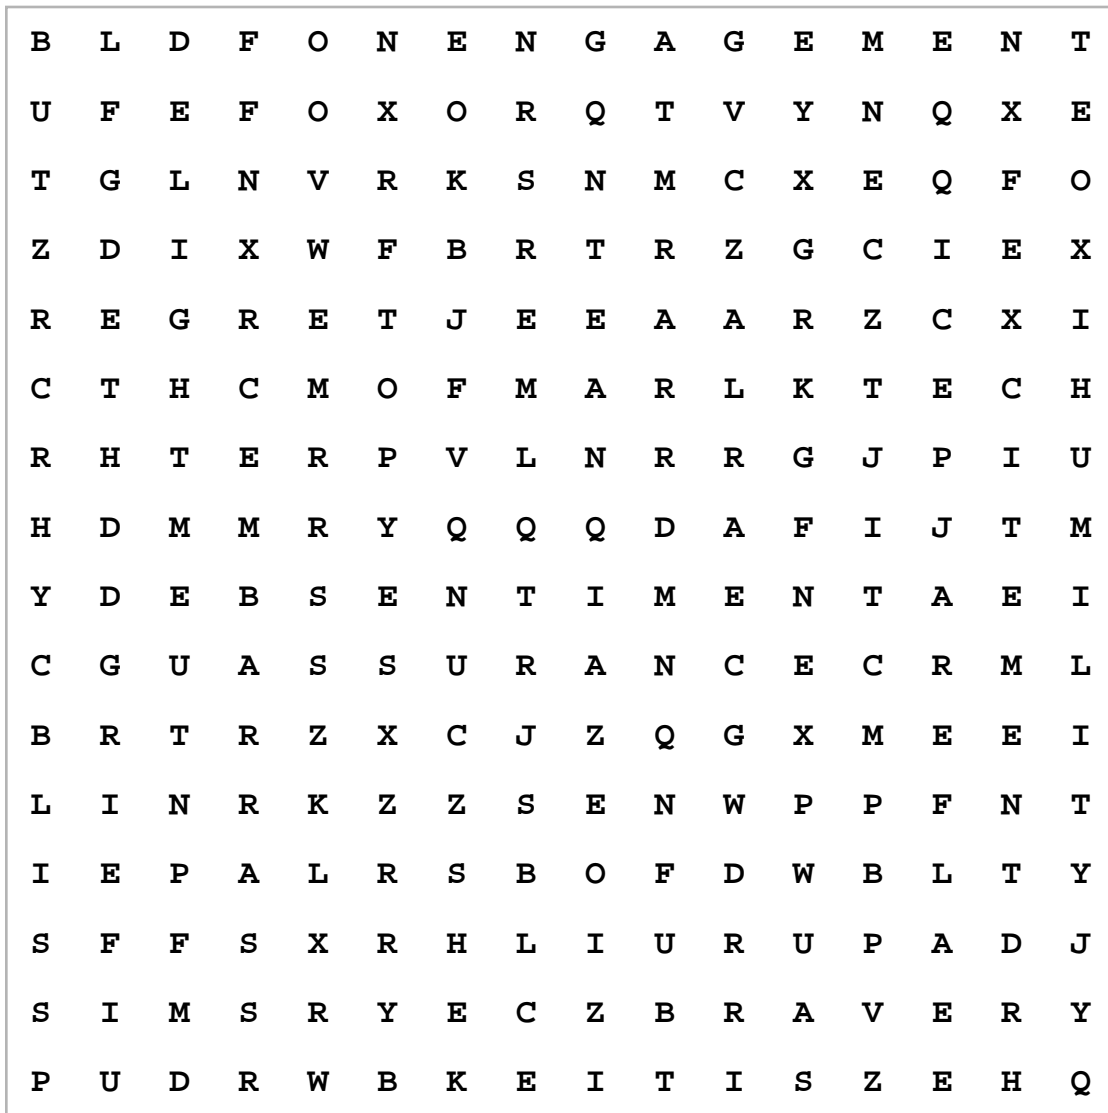 B L D F O N E N G A G E M E N T
U F E F O X O R Q T V Y N Q X E
T G L N V R K S N M C X E Q F O
Z D I X W F B R T R Z G C I E X
R E G R E T J E E A A R Z C X I
C T H C M O F M A R L K T E C H
R H T E R P V L N R R G J P I U
H D M M R Y Q Q Q D A F I J T M
Y D E B S E N T I M E N T A E I
C G U A S S U R A N C E C R M L
B R T R Z X C J Z Q G X M E E I
L I N R K Z Z S E N W P P F N T
I E P A L R S B O F D W B L T Y
S F F S X R H L I U R U P A D J
S I M S R Y E C Z B R A V E R Y
P U D R W B K E I T I S Z E H Q